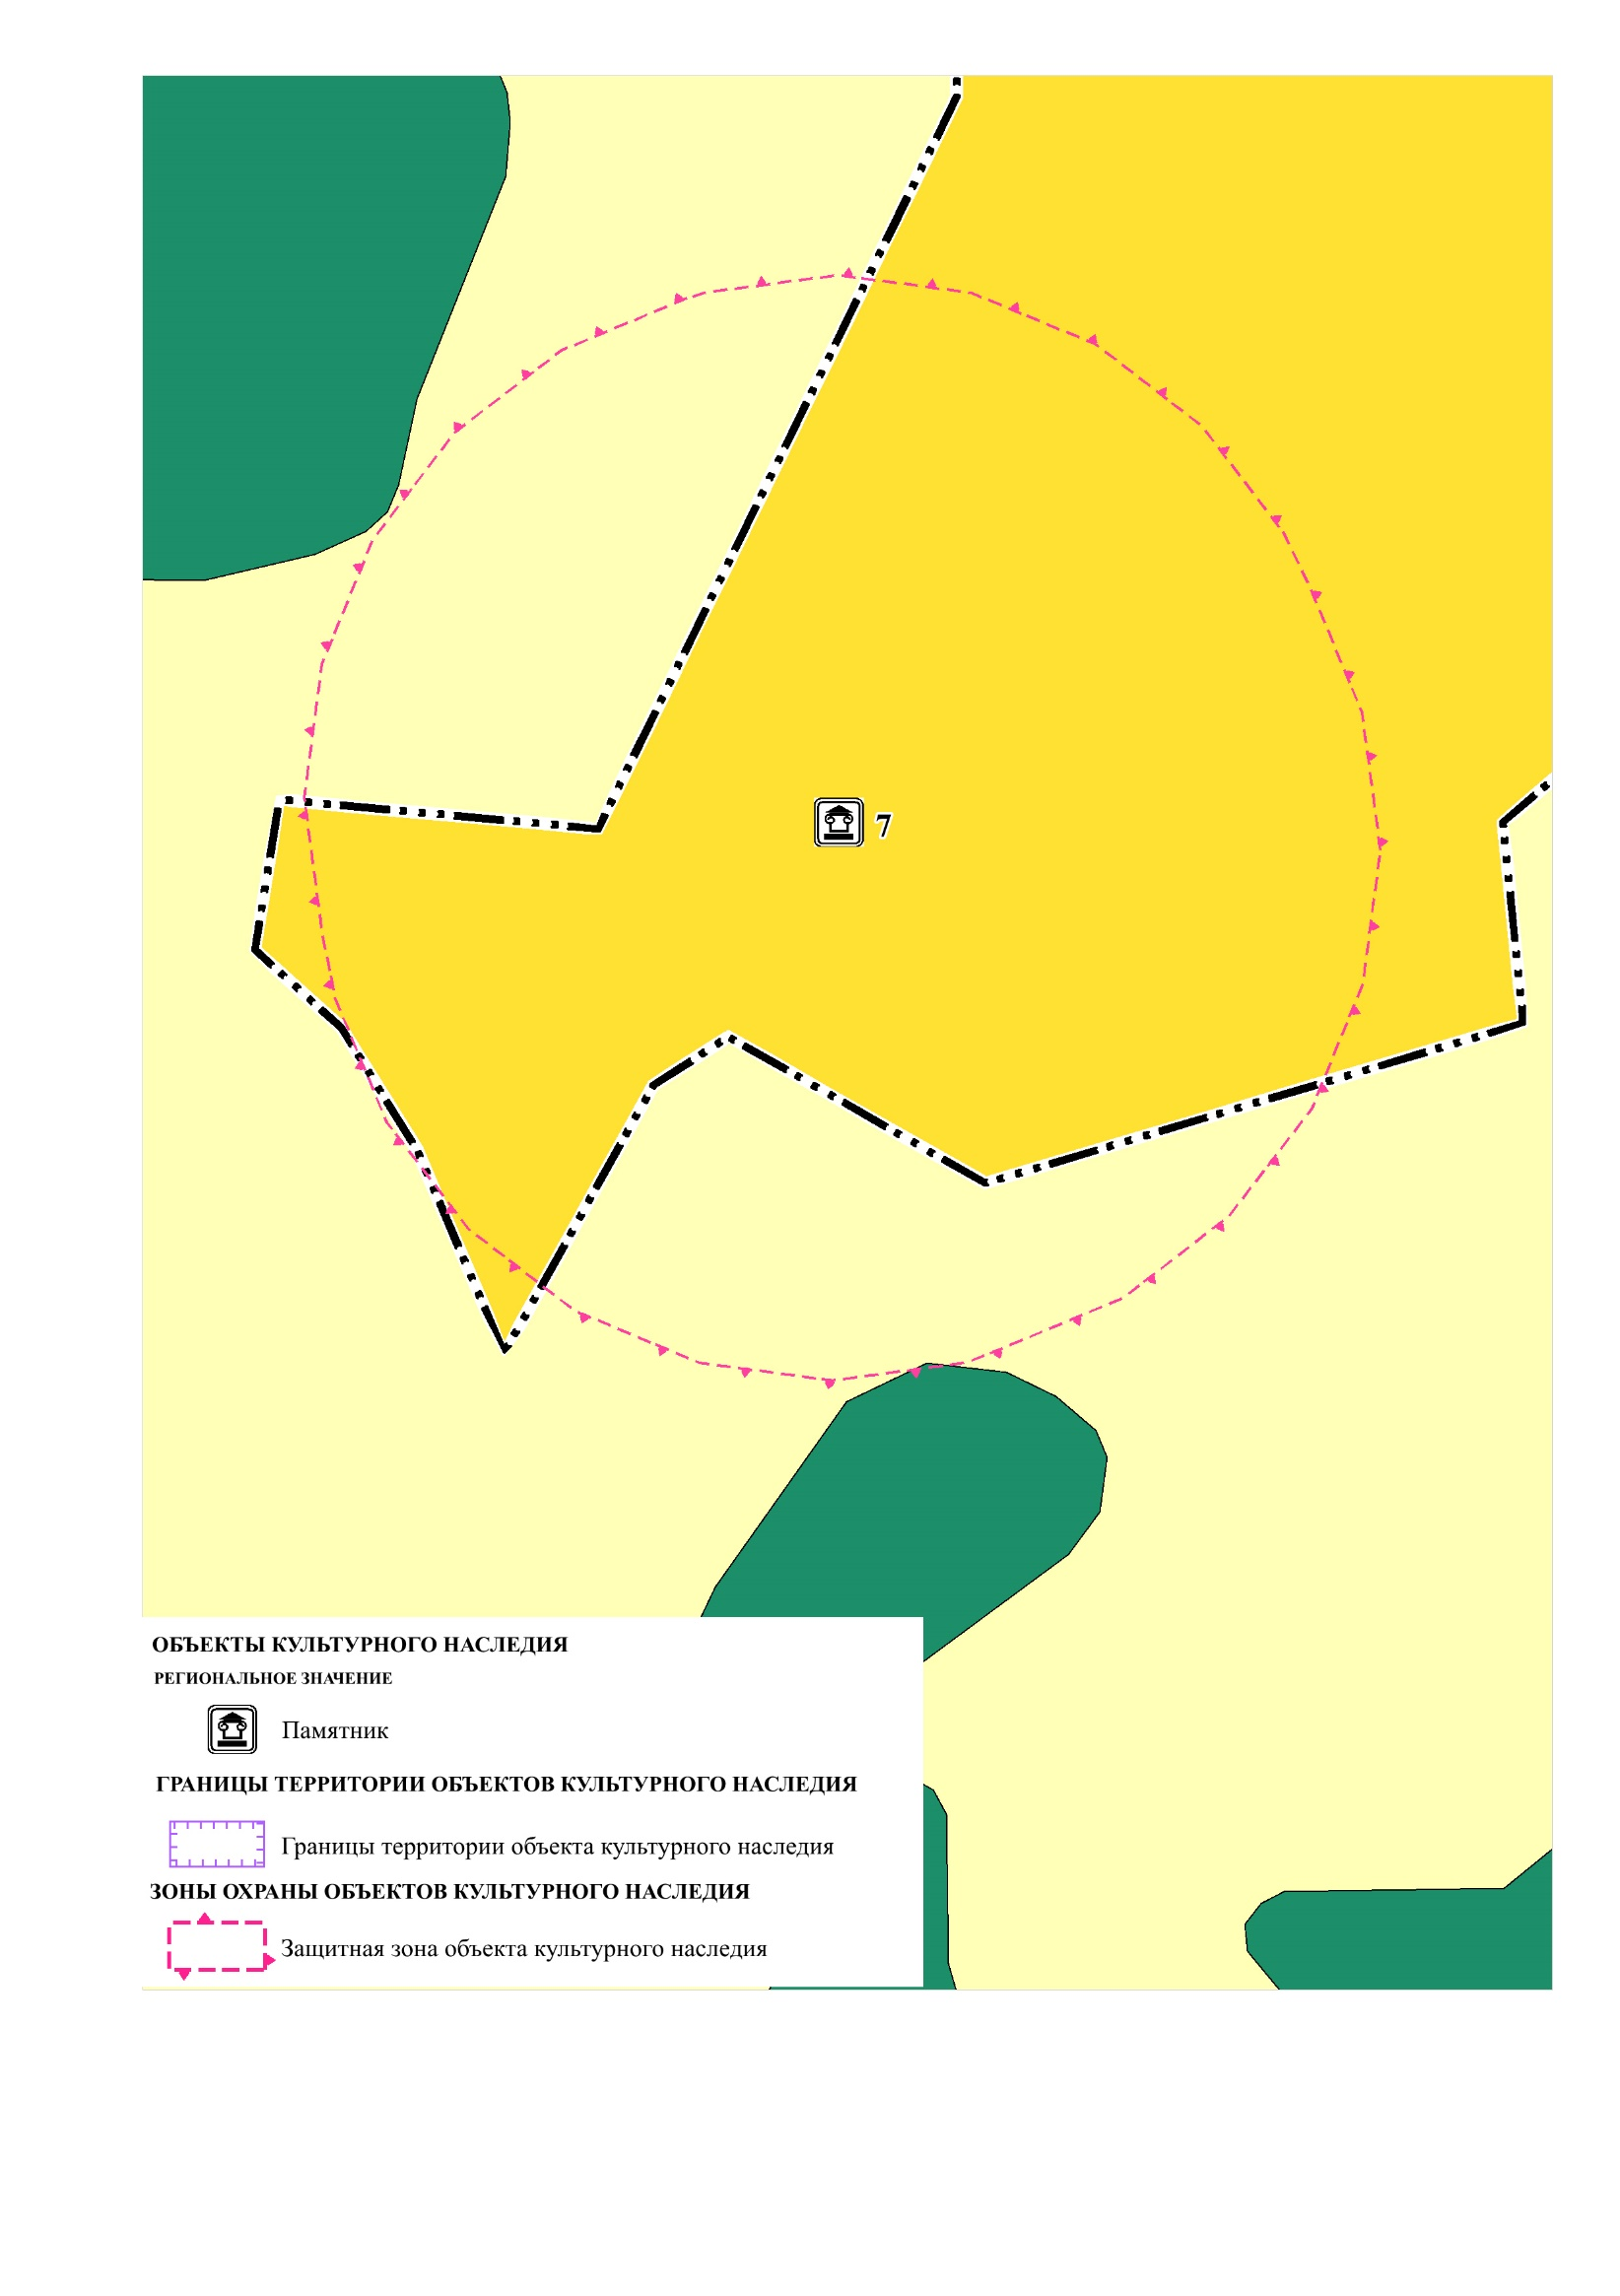 7
ОБЪЕКТЫ КУЛЬТУРНОГО НАСЛЕДИЯ
РЕГИОНАЛЬНОЕ ЗНАЧЕНИЕ
Памятник
ГРАНИЦЫ ТЕРРИТОРИИ ОБЪЕКТОВ КУЛЬТУРНОГО НАСЛЕДИЯ
Границы территории объекта культурного наследия
ЗОНЫ ОХРАНЫ ОБЪЕКТОВ КУЛЬТУРНОГО НАСЛЕДИЯ
Защитная зона объекта культурного наследия